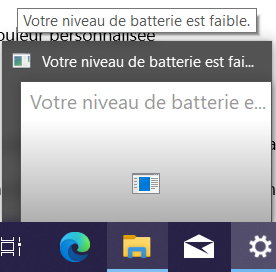 Votre niveau de batterie est faible.
ouleur personnalisée
Votre niveau de batterie est fai...
Votre niveau de batterie e...